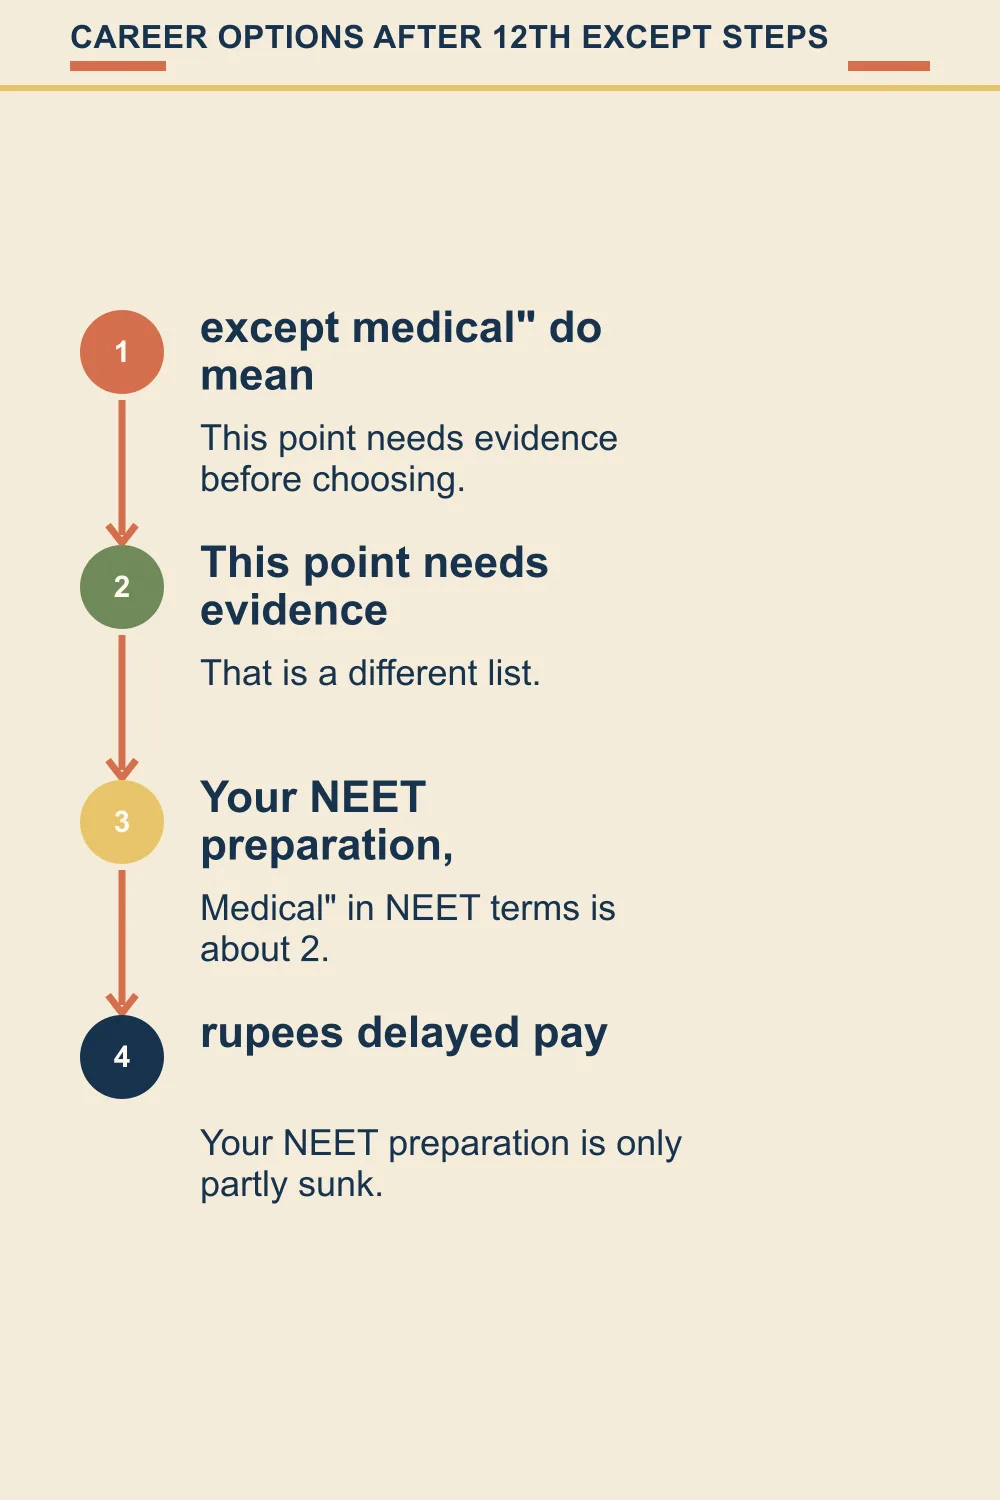 CAREER OPTIONS AFTER 12TH EXCEPT STEPS
1
except medical" do
mean
This point needs evidence
before choosing.
2
This point needs
evidence
That is a different list.
3
Your NEET
preparation,
Medical" in NEET terms is
about 2.
4
rupees delayed pay
Your NEET preparation is only
partly sunk.